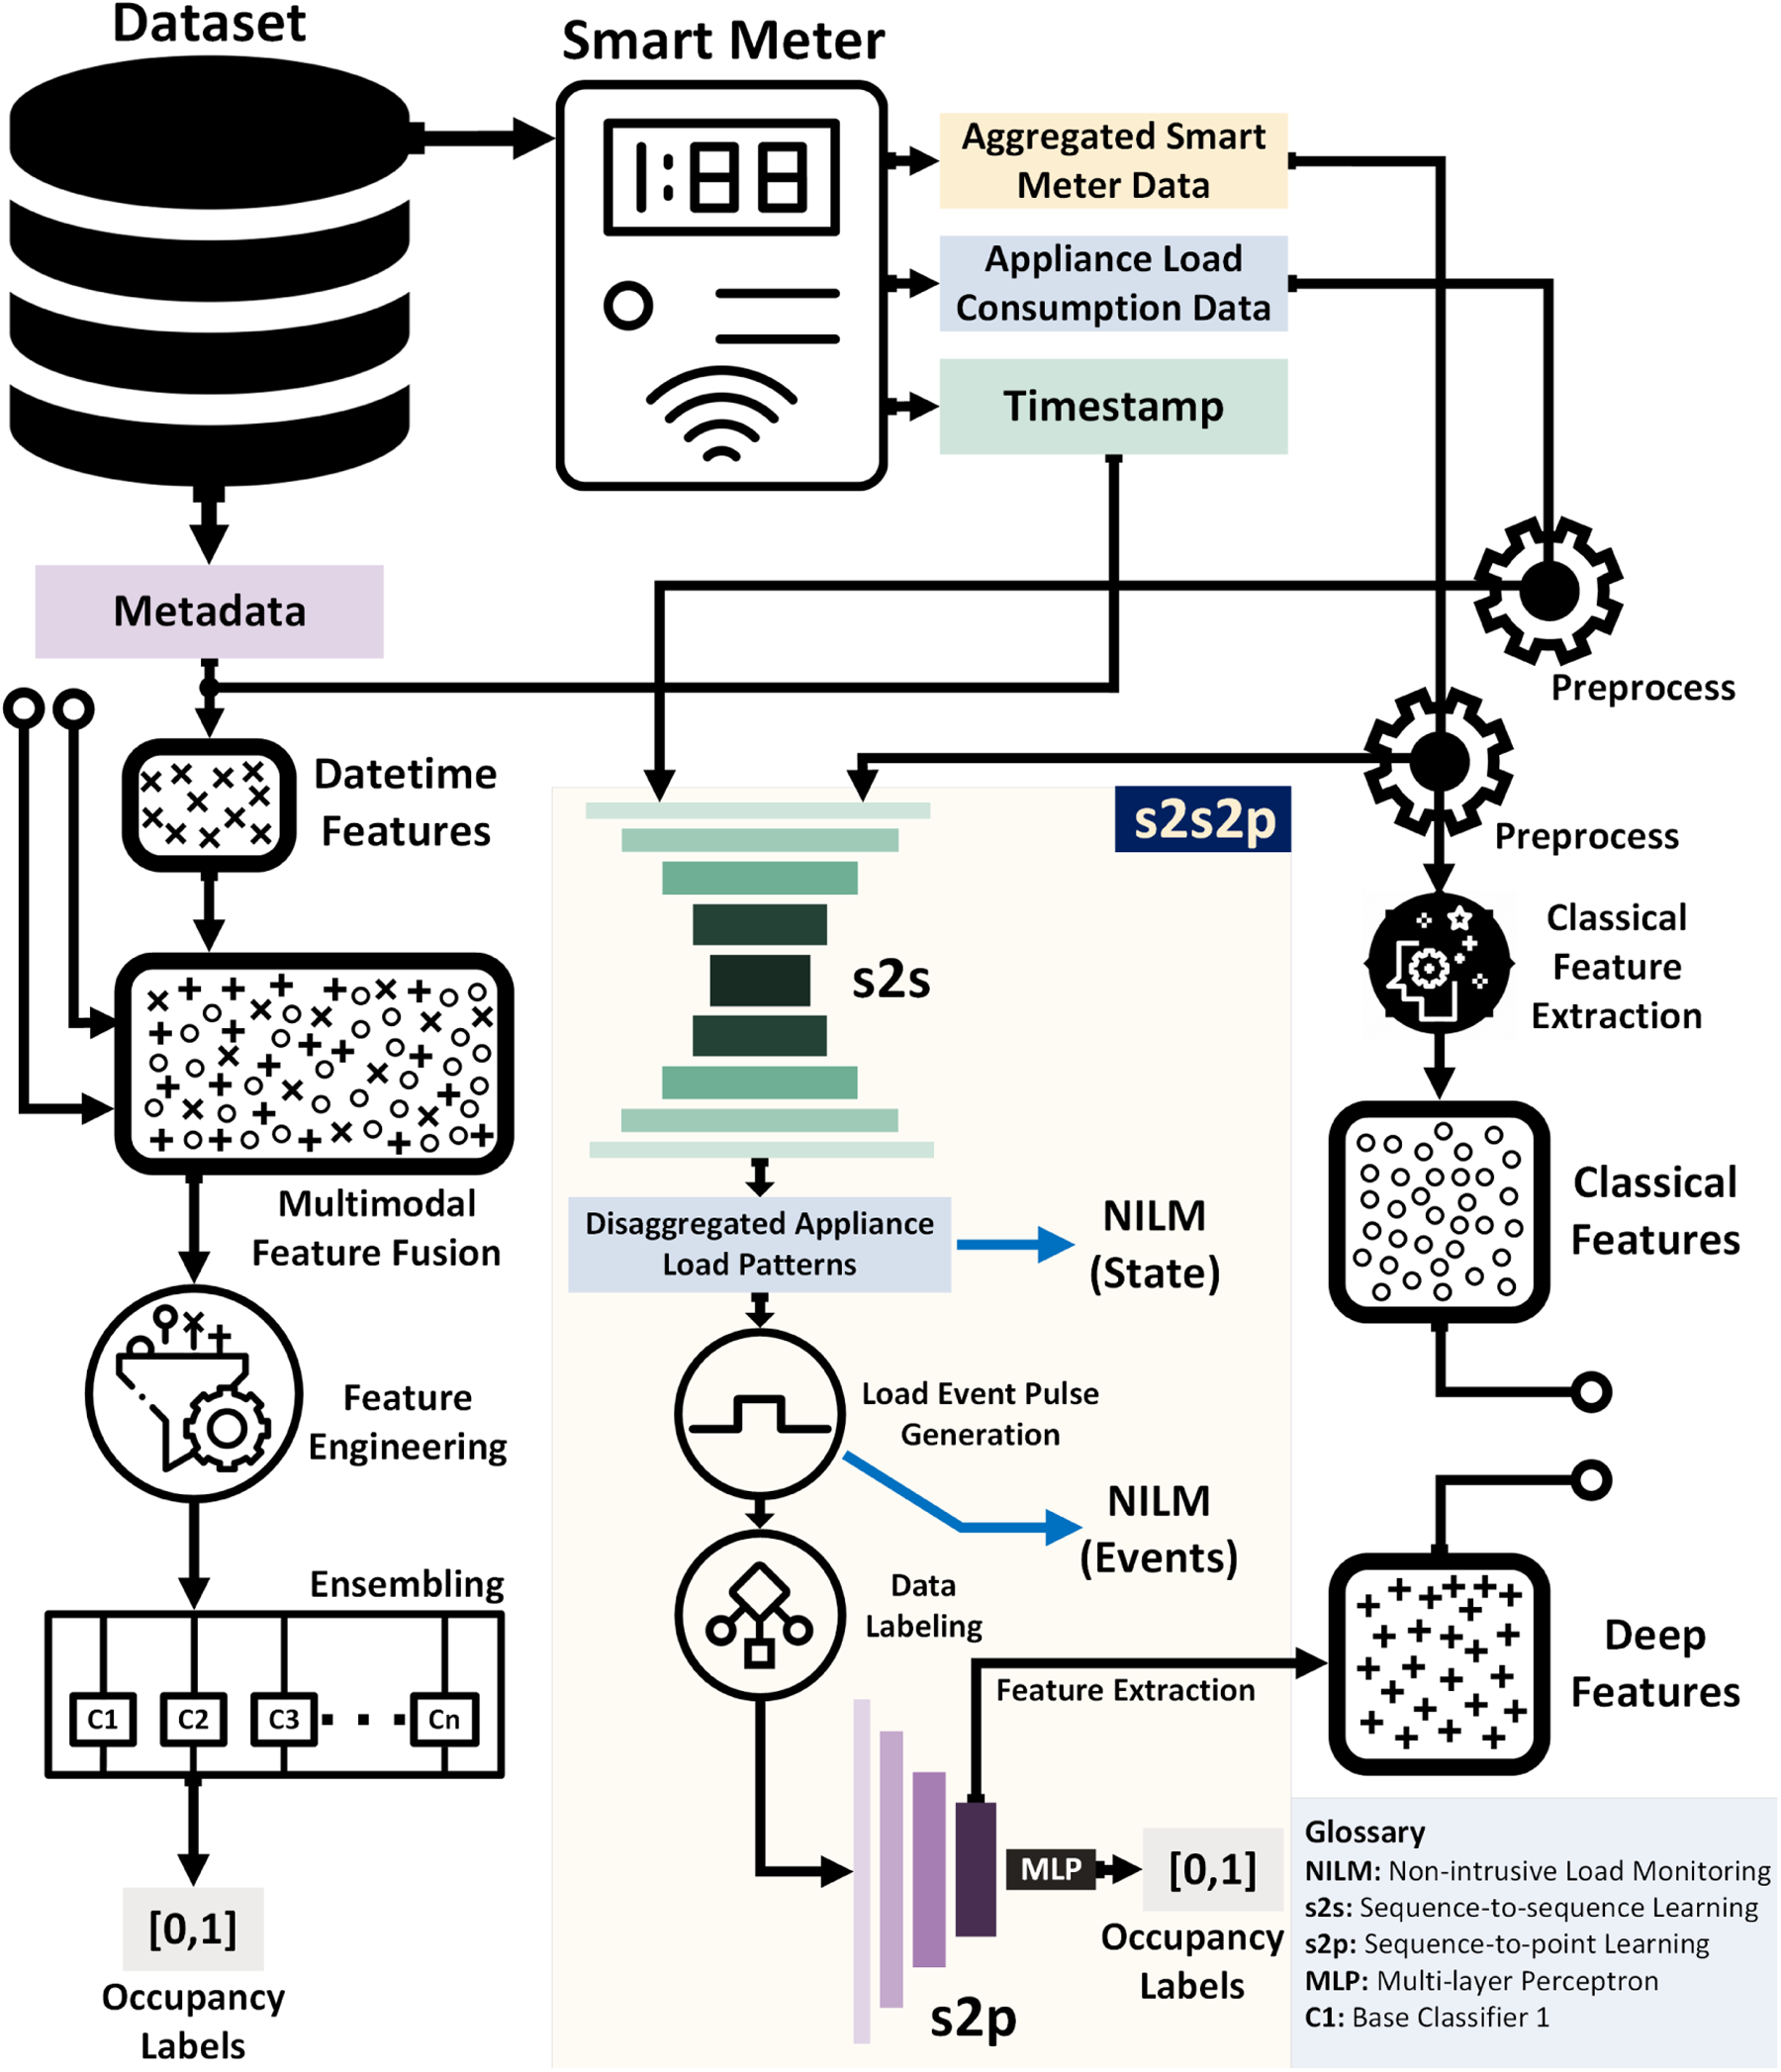 Dataset
Smart Meter
1:88
Aggregated Smart
Meter Data
Appliance Load
Consumption Data
Timestamp
Metadata
Preprocess
Datetime
Features
s2s2p
Preprocess
s2s
Classical
Feature
Extraction
Multimodal
Feature Fusion
Disaggregated Appliance
Load Patterns
NILM
(State)
Classical
Features
Feature
Engineering
Load Event Pulse
Generation
NILM
(Events)
Ensembling
Data
Labeling
C1
C2
C3
Cn
Feature Extraction
Deep
Features
MLP
[0,1]
Occupancy
Labels
s2p
[0,1]
Occupancy
Labels
Glossary
NILM: Non-intrusive Load Monitoring
s2s: Sequence-to-sequence Learning
s2p: Sequence-to-point Learning
MLP: Multi-layer Perceptron
C1: Base Classifier 1